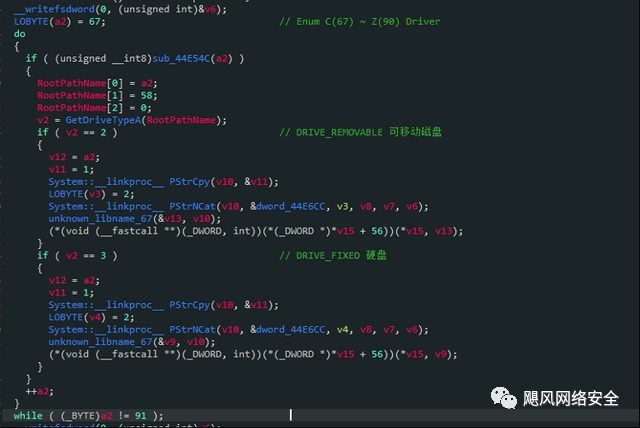 __writefsdword(0, (unsigned int)&v6);
LOBYTE(a2) = 67; // Enum C(67) ~ Z(90) Driver
do
{
if ( (unsigned __int8)sub_44E54C(a2) )
{
RootPathName[0] = a2;
RootPathName[1] = 58;
RootPathName[2] = 0;
v2 = GetDriveTypeA(RootPathName);
if ( v2 == 2 ) // DRIVE_REMOVABLE 可移动磁盘
{
v12 = a2;
v11 = 1;
System::__linkproc__ PStrCpy(v10, &v11);
LOBYTE(v3) = 2;
System::__linkproc__ PStrNCat(v10, &dword_44E6CC, v3, v8, v7, v6);
unknown_libname_67(&v13, v10);
(*(void (__fastcall **)(_DWORD, int))(*(_DWORD *)*v15 + 56))(*v15, v13);
}
if ( v2 == 3 ) // DRIVE_FIXED 硬盘
{
v12 = a2;
v11 = 1;
System::__linkproc__ PStrCpy(v10, &v11);
LOBYTE(v4) = 2;
System::__linkproc__ PStrNCat(v10, &dword_44E6CC, v4, v8, v7, v6);
unknown_libname_67(&v9, v10);
(*(void (__fastcall **)(_DWORD, int))(*(_DWORD *)*v15 + 56))(*v15, v9);
}
}
++a2;
}
while ( (_BYTE)a2 != 91 );
飓风网络安全